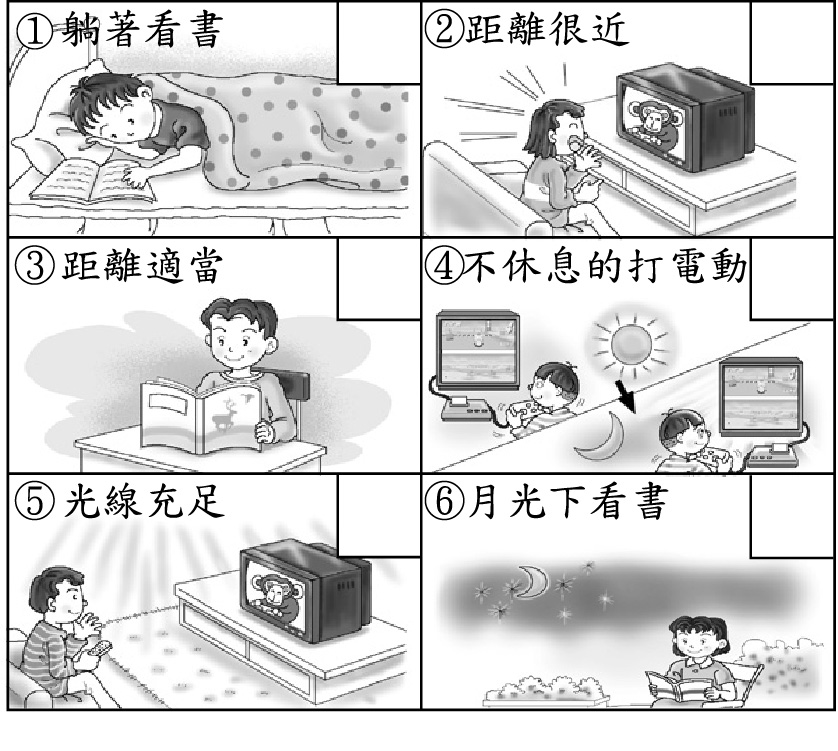 ①躺著看書
②距離很近
③距離適當
④不休息的打電動
⑤光線充足
⑥月光下看書